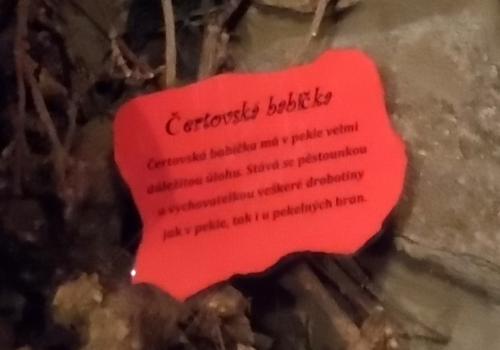 Čertovská babička
Čertovská babička má v pekle velmi
důležitou úlohu. Stává se pěstounkou
a vychovatelkou veškeré drobotiny
jak v pekle, tak i u pekelných bran.